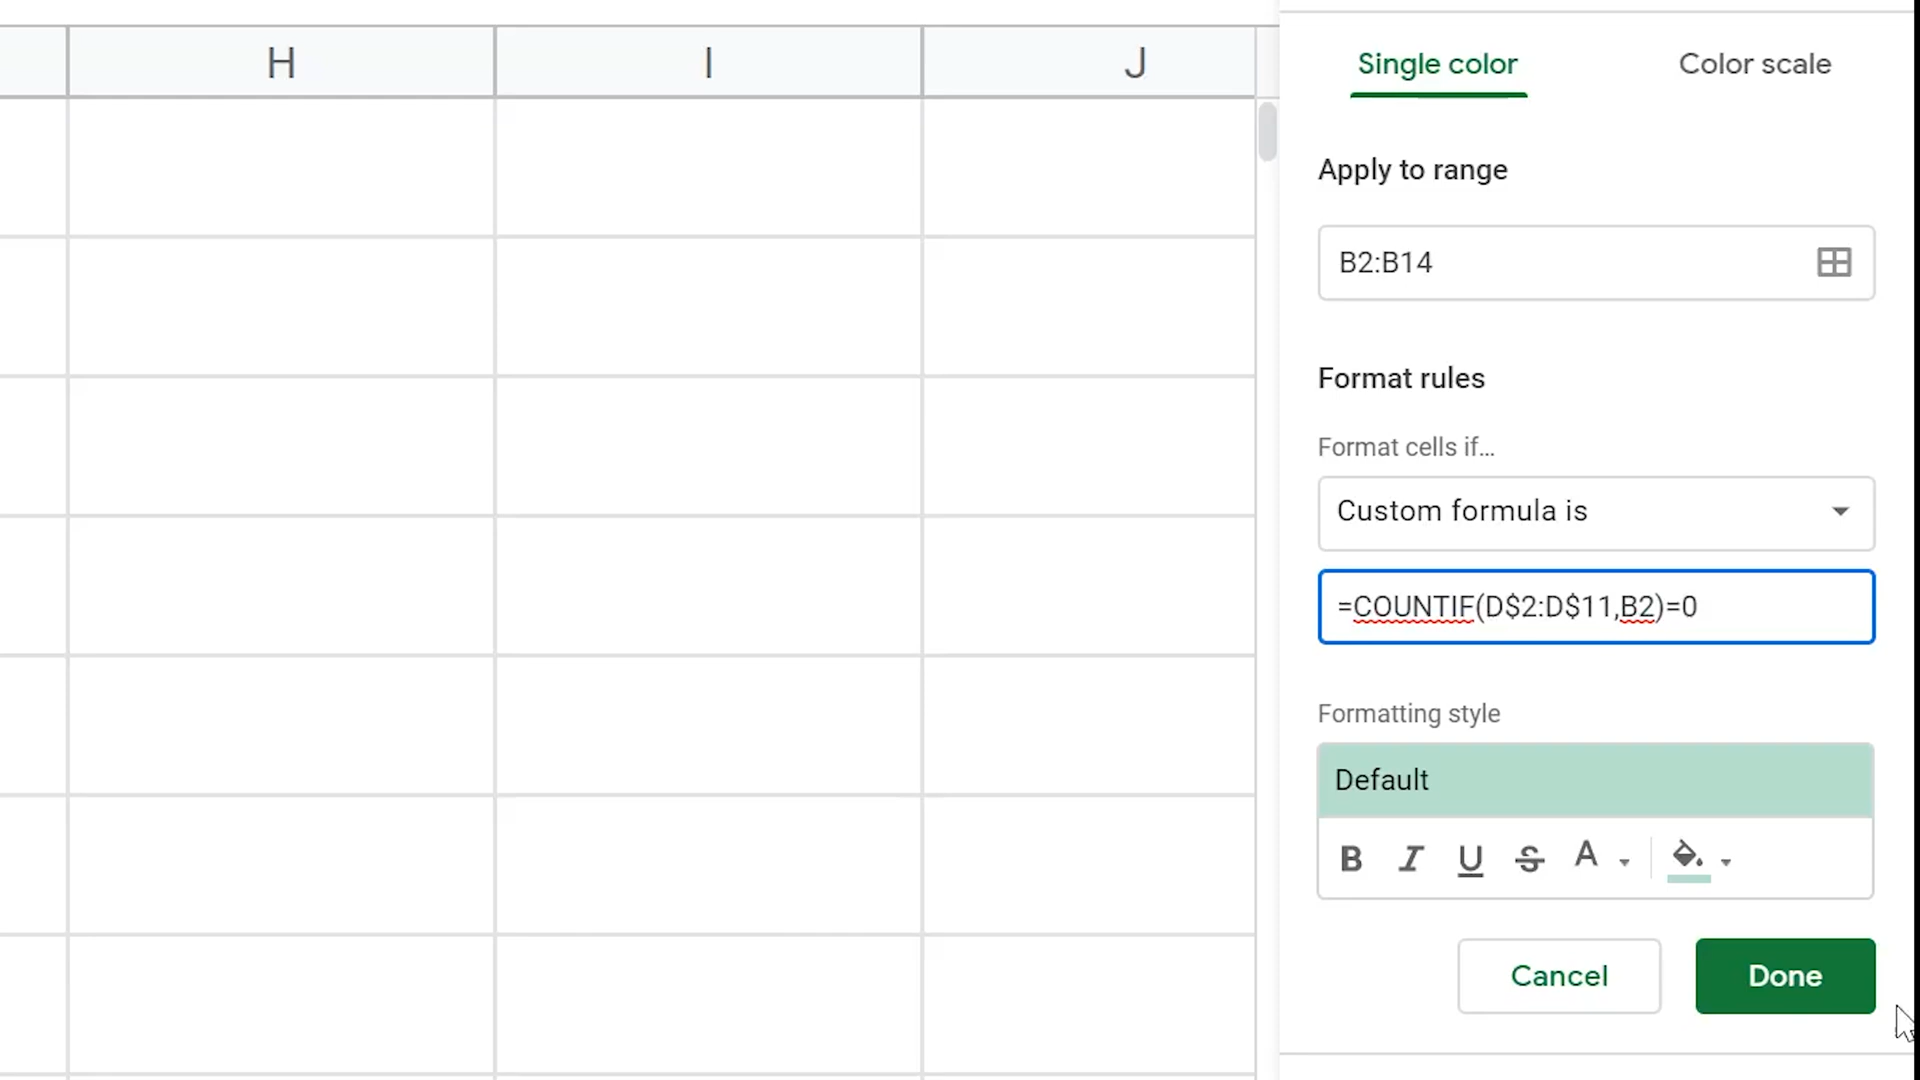 H I J
Single color Color scale
Apply to range
B2:B14
Format rules
Format cells if...
Custom formula is
=COUNTIF(D$2:D$11,B2)=0
Formatting style
Default
B I U S A
Cancel Done